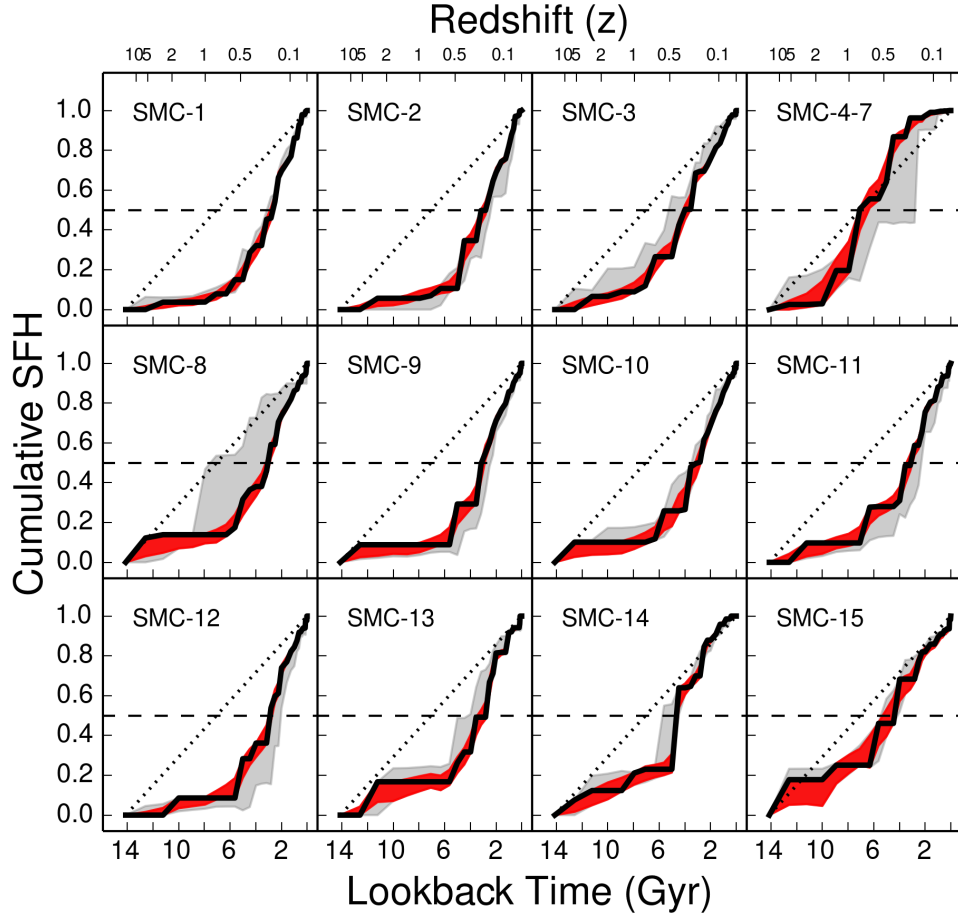 Redshift (z)
10 5 2 1 0.5 0.1 10 5 2 1 0.5 0.1 10 5 2 1 0.5 0.1 10 5 2 1 0.5 0.1
Cumulative SFH
1.0 SMC-1 SMC-2 SMC-3 SMC-4-7
0.8
0.6
0.4
0.2
0.0
1.0 SMC-8 SMC-9 SMC-10 SMC-11
0.8
0.6
0.4
0.2
0.0
1.0 SMC-12 SMC-13 SMC-14 SMC-15
0.8
0.6
0.4
0.2
0.0
14 10 6 2 14 10 6 2 14 10 6 2 14 10 6 2
Lookback Time (Gyr)